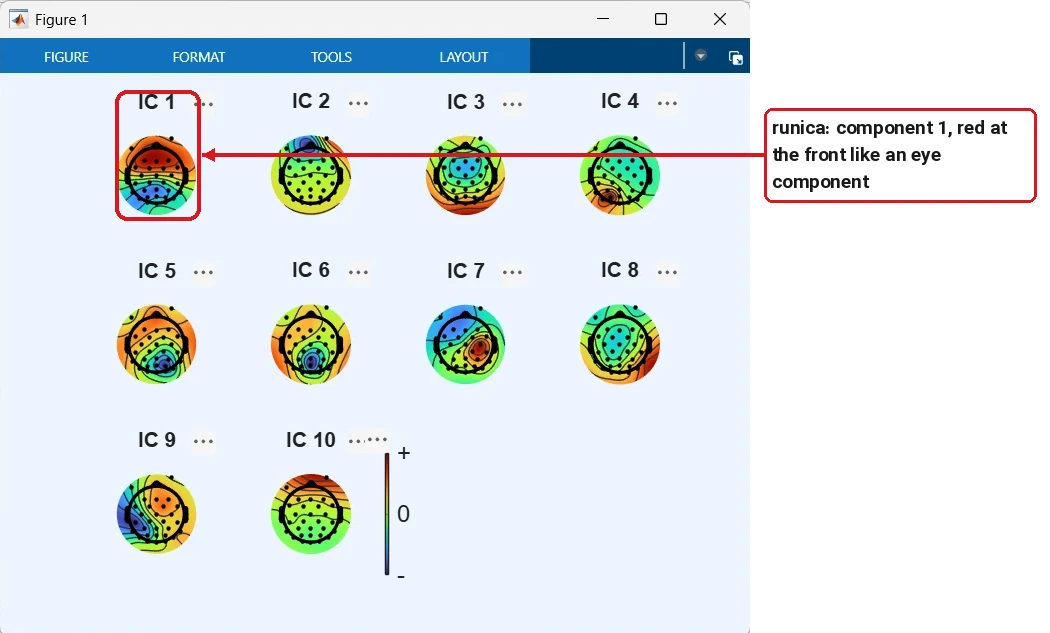 Figure 1
FIGURE FORMAT TOOLS LAYOUT
IC 1 IC 2 IC 3 IC 4
runica: component 1, red at
the front like an eye
component
IC 5 IC 6 IC 7 IC 8
IC 9 IC 10
+
0
-